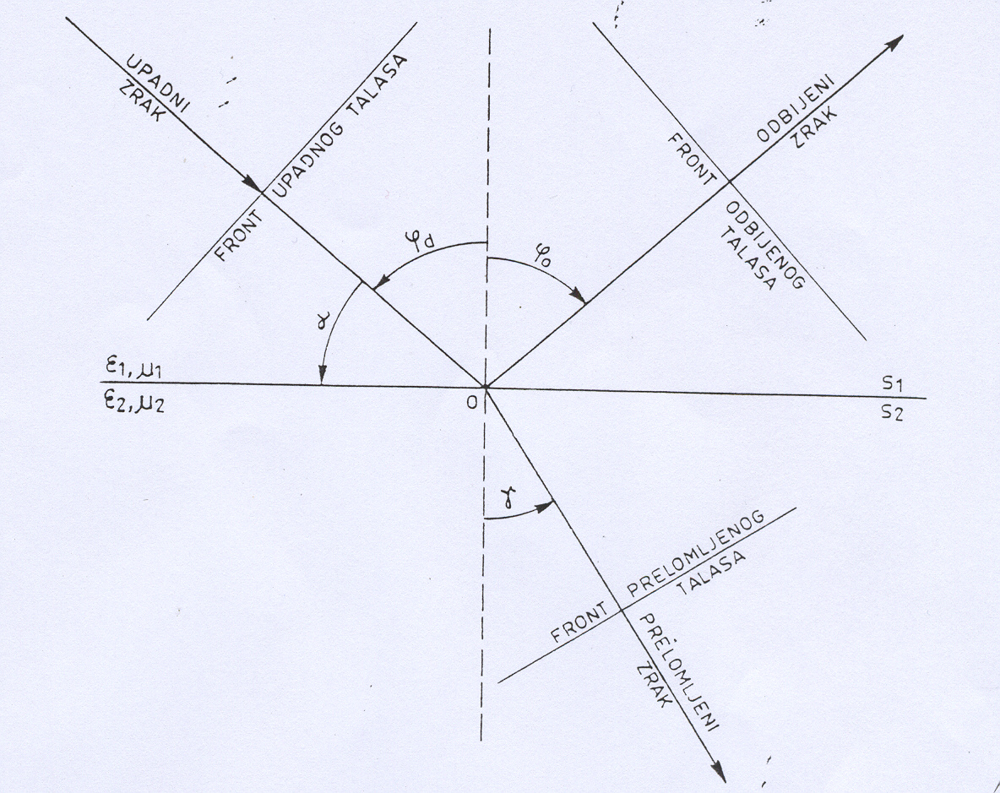 UPADNI
ZRAK
FRONT UPADNOG TALASA
FRONT ODBIJENOG
TALASA
ODBIJENI
ZRAK
φd
φo
α
ε1, μ1
ε2, μ2
S1
S2
O
γ
FRONT PRELOMLJENOG
TALASA
PRELOMLJENI
ZRAK